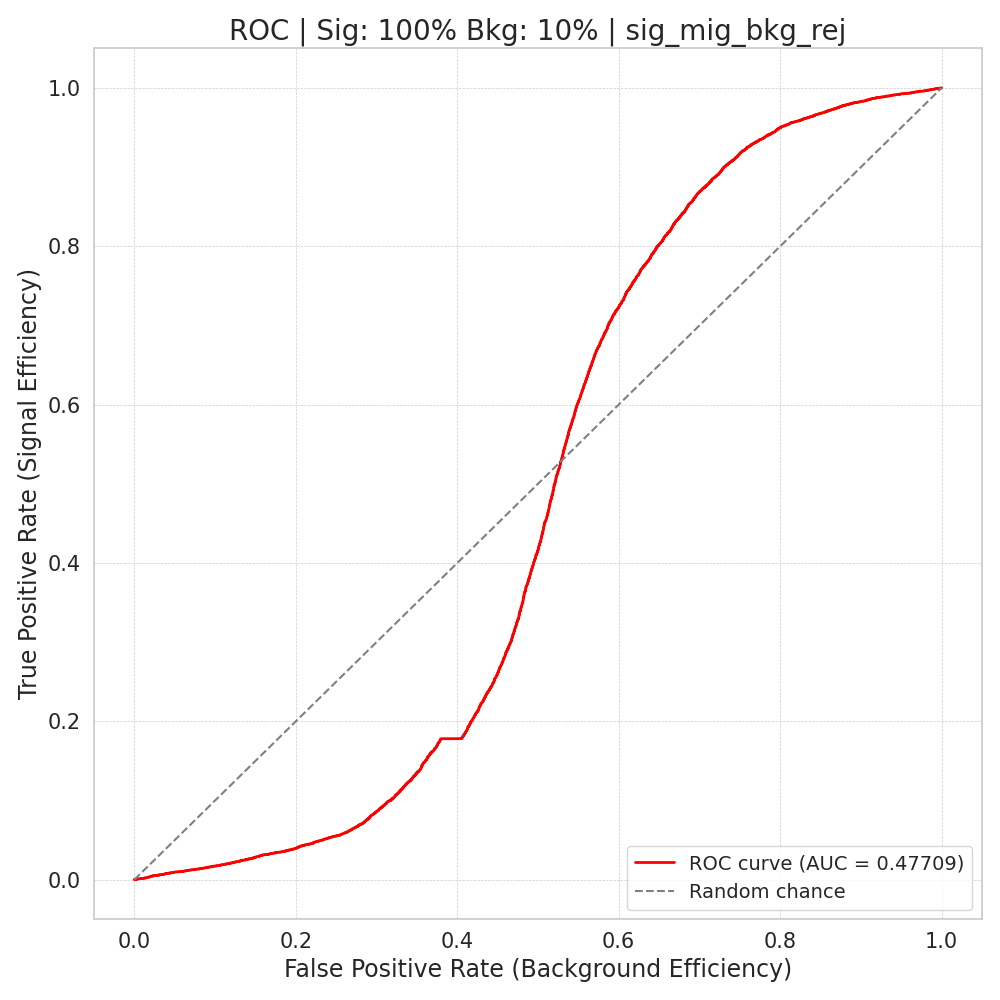 ROC | Sig: 100% Bkg: 10% | sig_mig_bkg_rej
True Positive Rate (Signal Efficiency)
1.0
0.8
0.6
0.4
0.2
0.0
ROC curve (AUC = 0.47709)
Random chance
0.0 0.2 0.4 0.6 0.8 1.0
False Positive Rate (Background Efficiency)